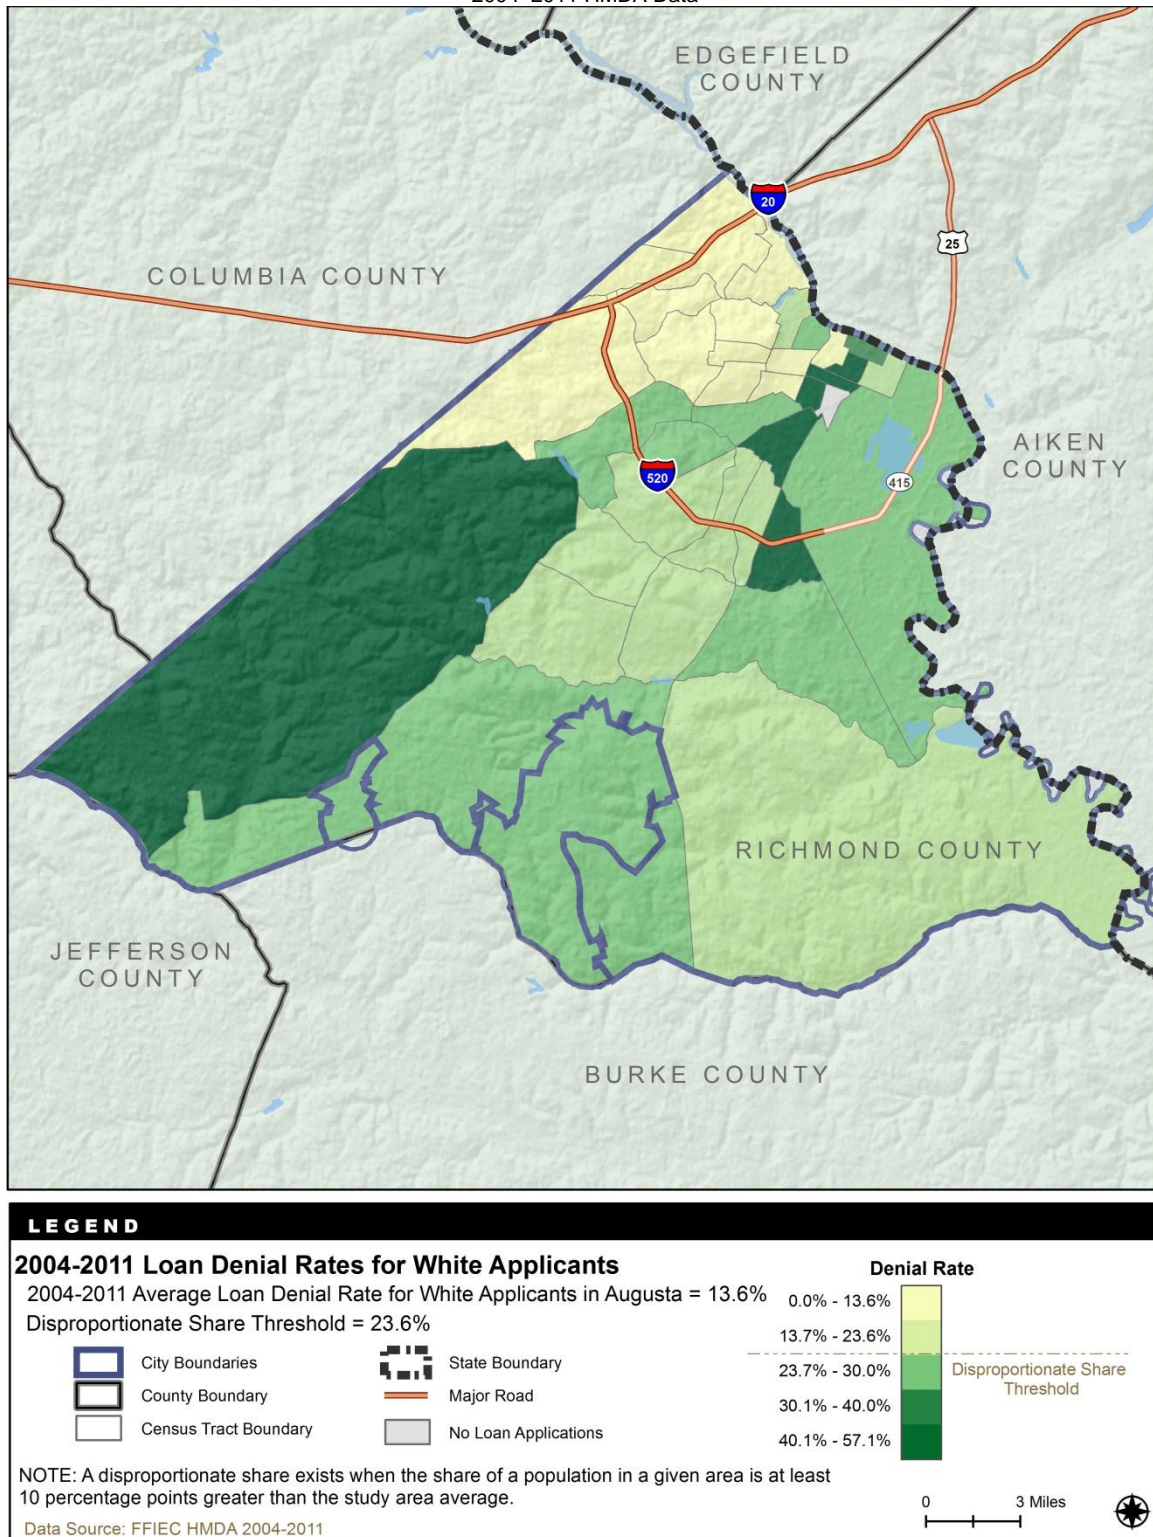 2004-2011 HMDA Data
EDGEFIELD
COUNTY
20
25
COLUMBIA COUNTY
AIKEN
COUNTY
520
415
RICHMOND COUNTY
JEFFERSON
COUNTY
BURKE COUNTY
LEGEND
2004-2011 Loan Denial Rates for White Applicants
2004-2011 Average Loan Denial Rate for White Applicants in Augusta = 13.6%
Disproportionate Share Threshold = 23.6%
City Boundaries
State Boundary
County Boundary
Major Road
Census Tract Boundary
No Loan Applications
Denial Rate
0.0% - 13.6%
13.7% - 23.6%
23.7% - 30.0%
Disproportionate Share
Threshold
30.1% - 40.0%
40.1% - 57.1%
NOTE: A disproportionate share exists when the share of a population in a given area is at least
10 percentage points greater than the study area average.
0 3 Miles
Data Source: FFIEC HMDA 2004-2011